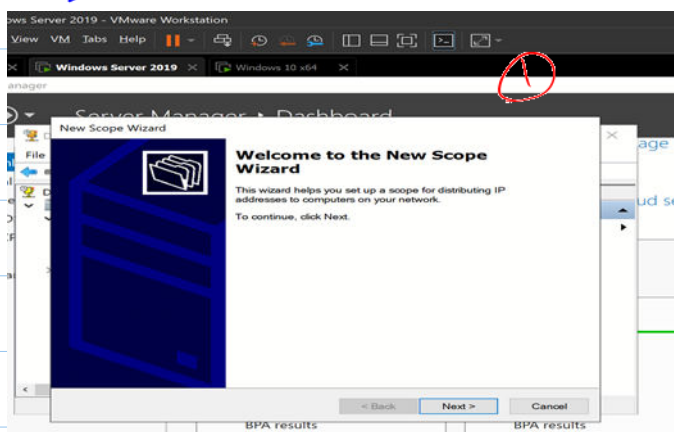 ows Server 2019 - VMware Workstation
View VM Tabs Help
Windows Server 2019 × Windows 10 x64 ×
anager
Server Manager • Dashboard
1
New Scope Wizard
File
age
Welcome to the New Scope
Wizard
This wizard helps you set up a scope for distributing IP
addresses to computers on your network.
ud se
To continue, click Next.
< Back Next > Cancel
BPA results BPA results